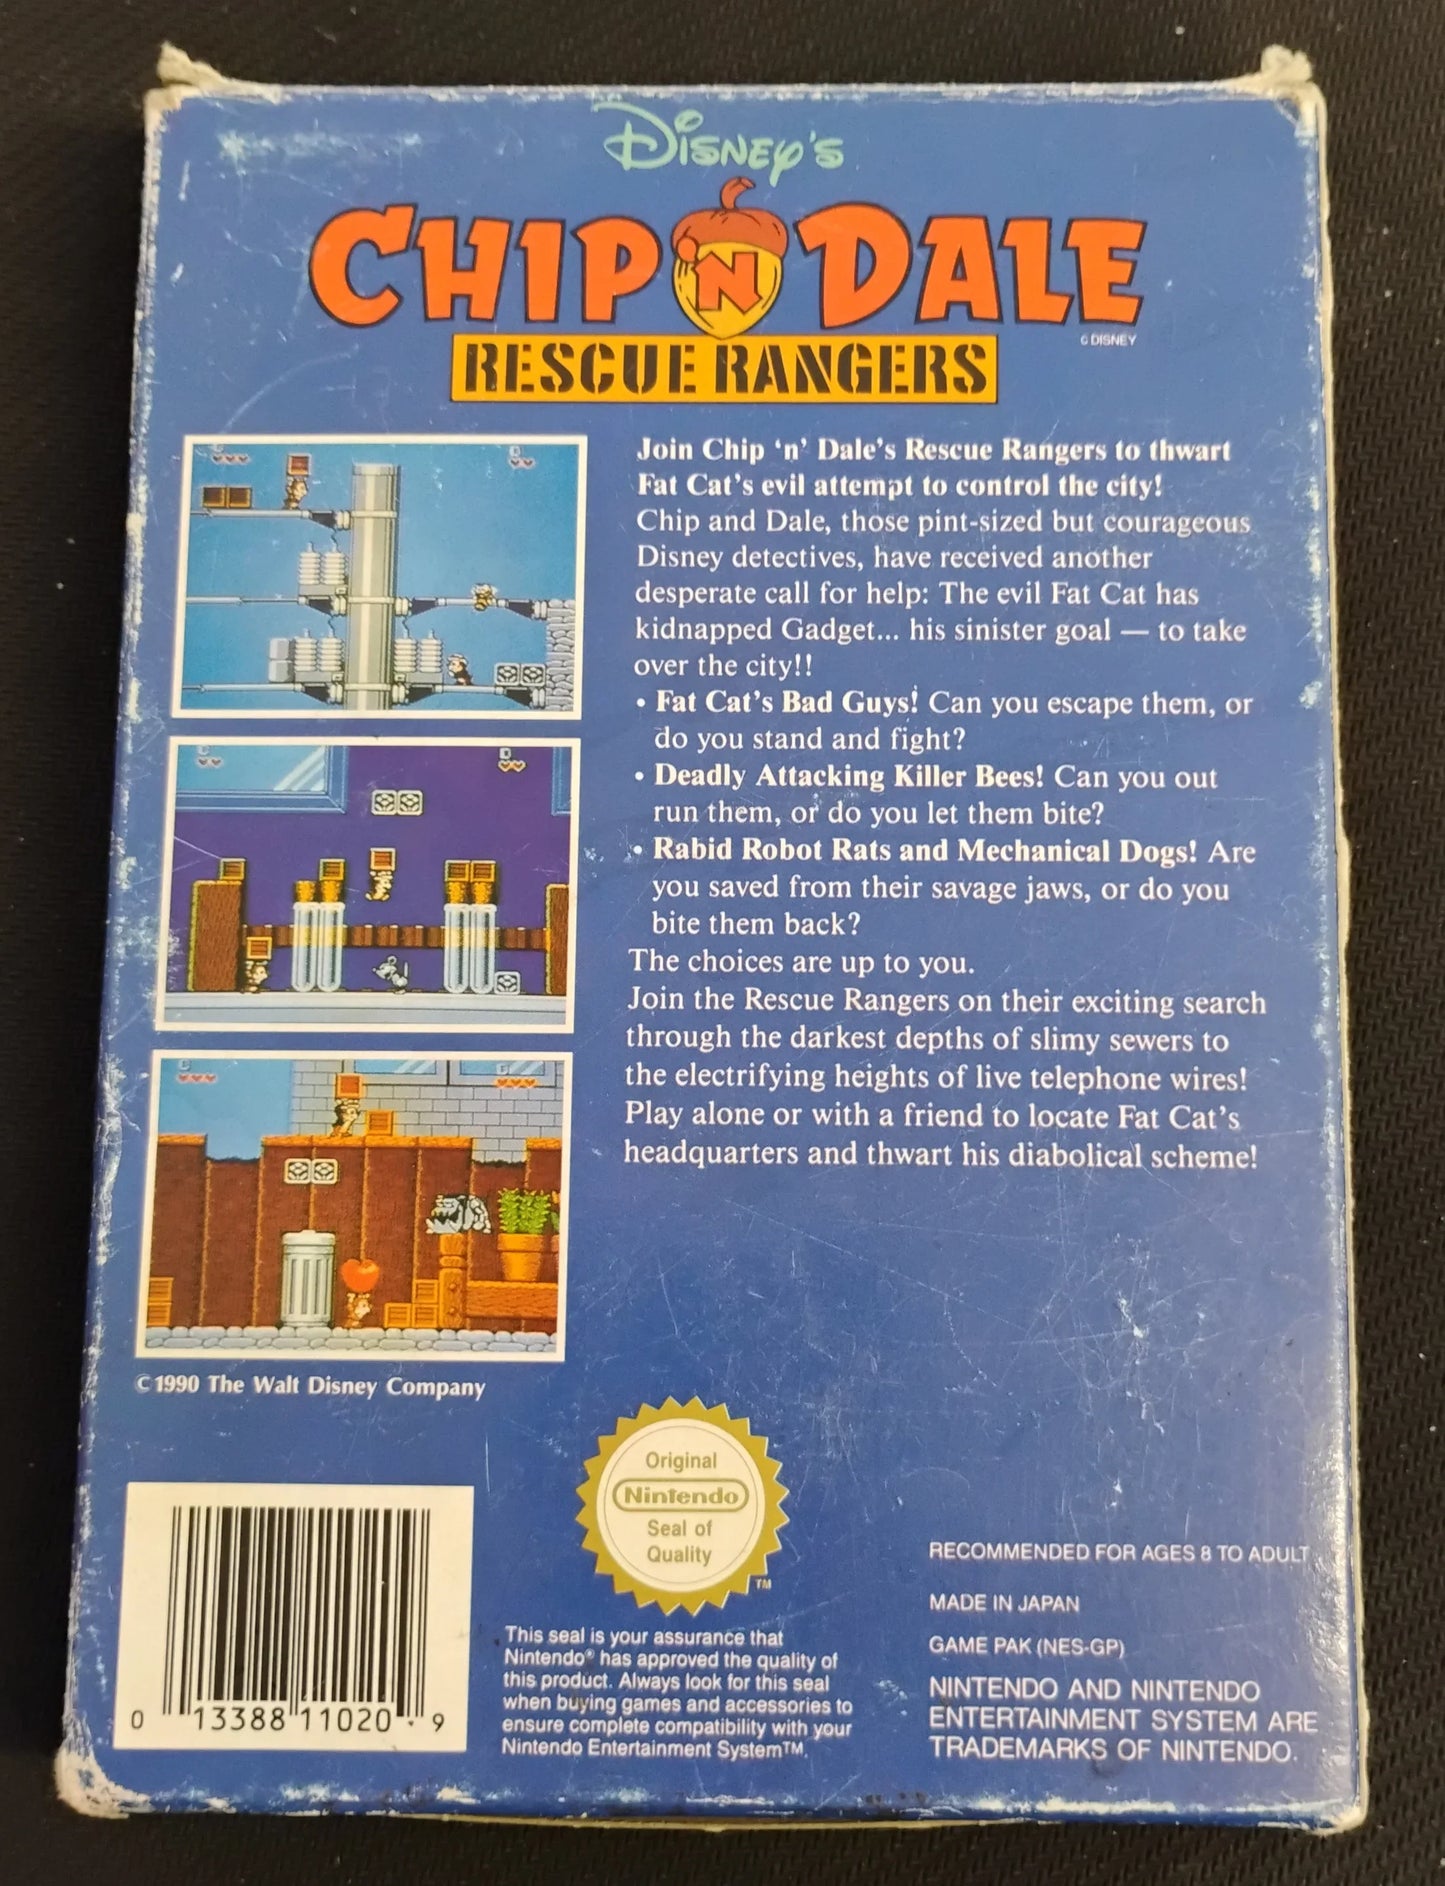 Disney's
CHIP 'N DALE
© DISNEY
RESCUE RANGERS
Join Chip ‘n’ Dale’s Rescue Rangers to thwart
Fat Cat’s evil attempt to control the city!
Chip and Dale, those pint-sized but courageous
Disney detectives, have received another
desperate call for help: The evil Fat Cat has
kidnapped Gadget... his sinister goal — to take
over the city!!
• Fat Cat’s Bad Guys! Can you escape them, or
do you stand and fight?
• Deadly Attacking Killer Bees! Can you out
run them, or do you let them bite?
• Rabid Robot Rats and Mechanical Dogs! Are
you saved from their savage jaws, or do you
bite them back?
The choices are up to you.
Join the Rescue Rangers on their exciting search
through the darkest depths of slimy sewers to
the electrifying heights of live telephone wires!
Play alone or with a friend to locate Fat Cat’s
headquarters and thwart his diabolical scheme!
© 1990 The Walt Disney Company
0 13388 11020 9
Original
Nintendo
Seal of
Quality
TM
This seal is your assurance that
Nintendo® has approved the quality of
this product. Always look for this seal
when buying games and accessories to
ensure complete compatibility with your
Nintendo Entertainment System™.
RECOMMENDED FOR AGES 8 TO ADULT
MADE IN JAPAN
GAME PAK (NES-GP)
NINTENDO AND NINTENDO
ENTERTAINMENT SYSTEM ARE
TRADEMARKS OF NINTENDO.